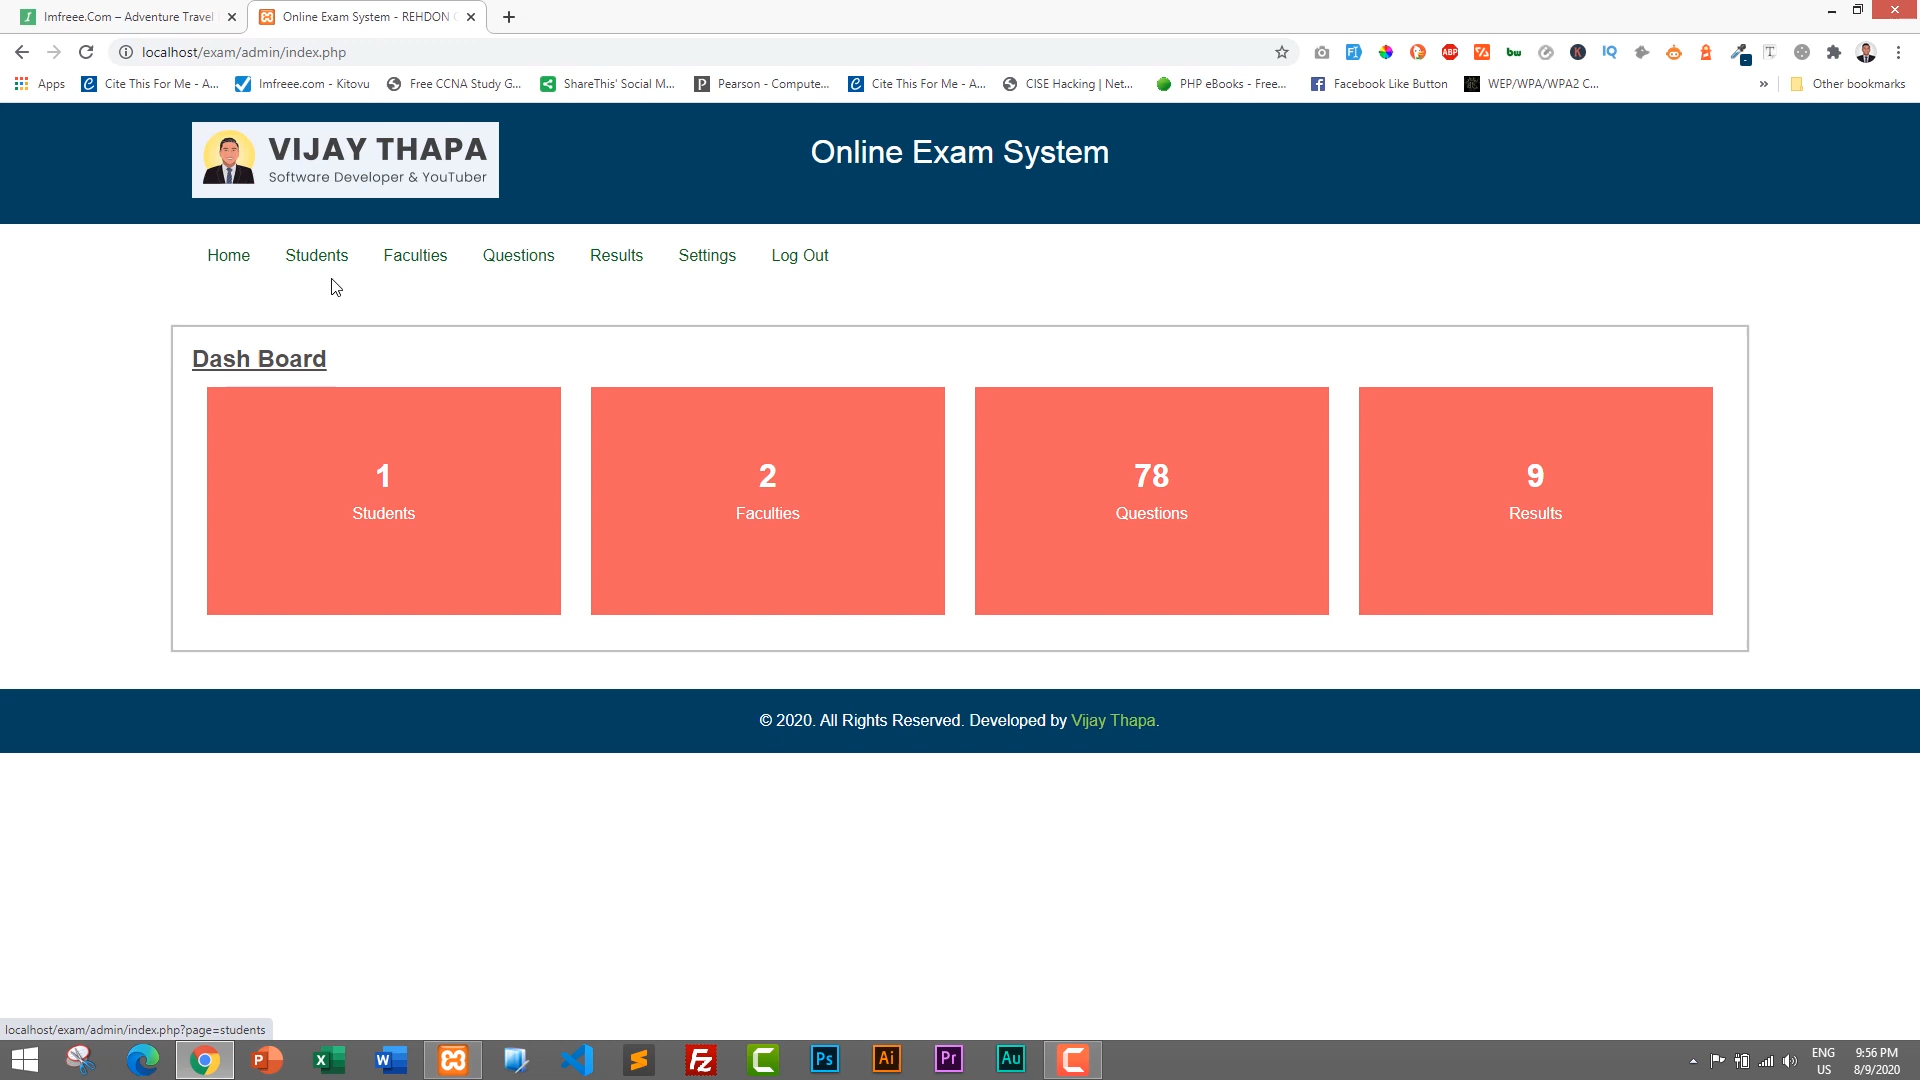 Imfreee.Com – Adventure Travel
Online Exam System - REHDON
localhost/exam/admin/index.php
Apps
Cite This For Me - A...
Imfreee.com - Kitovu
Free CCNA Study G...
ShareThis' Social M...
Pearson - Compute...
Cite This For Me - A...
CISE Hacking | Net...
PHP eBooks - Free...
Facebook Like Button
WEP/WPA/WPA2 C...
»
Other bookmarks
VIJAY THAPA
Software Developer & YouTuber
Online Exam System
Home
Students
Faculties
Questions
Results
Settings
Log Out
Dash Board
1
Students
2
Faculties
78
Questions
9
Results
© 2020. All Rights Reserved. Developed by Vijay Thapa.
localhost/exam/admin/index.php?page=students
ENG
US
9:56 PM
8/9/2020